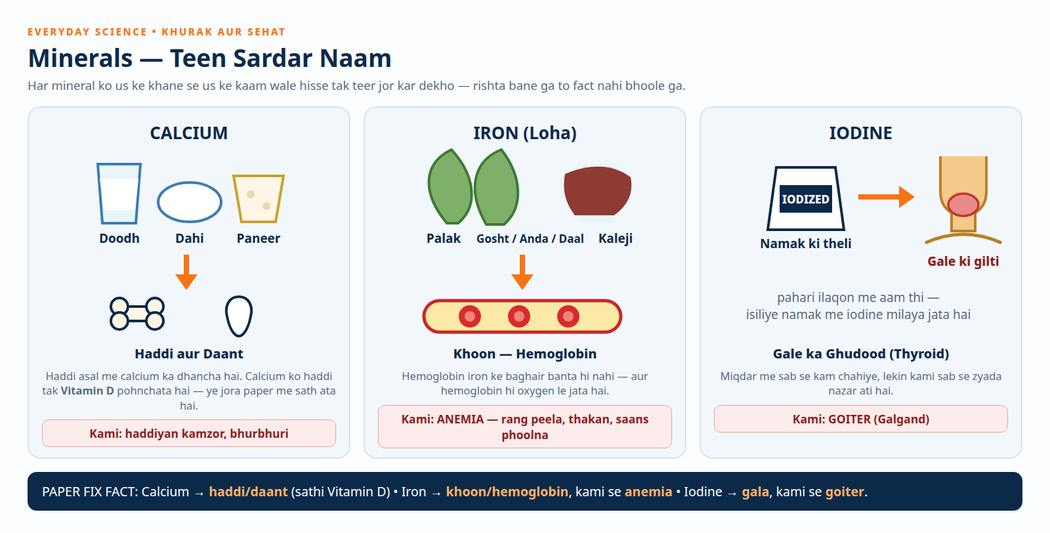 EVERYDAY SCIENCE • KHURAK AUR SEHAT
Minerals — Teen Sardar Naam
Har mineral ko us ke khane se us ke kaam wale hisse tak teer jor kar dekho — rishta bane ga to fact nahi bhoole ga.
CALCIUM
Doodh
Dahi
Paneer
Haddi aur Daant
Haddi asal me calcium ka dhancha hai. Calcium ko haddi
tak Vitamin D pohnchata hai — ye jora paper me sath ata
hai.
Kami: haddiyan kamzor, bhurbhuri
IRON (Loha)
Palak
Gosht / Anda / Daal
Kaleji
Khoon — Hemoglobin
Hemoglobin iron ke baghair banta hi nahi — aur
hemoglobin hi oxygen le jata hai.
Kami: ANEMIA — rang peela, thakan, saans
phoolna
IODINE
IODIZED
Namak ki theli
Gale ki gilti
pahari ilaqon me aam thi —
isiliye namak me iodine milaya jata hai
Gale ka Ghudood (Thyroid)
Miqdar me sab se kam chahiye, lekin kami sab se zyada
nazar ati hai.
Kami: GOITER (Galgand)
PAPER FIX FACT: Calcium → haddi/daant (sathi Vitamin D) • Iron → khoon/hemoglobin, kami se anemia • Iodine → gala, kami se goiter.